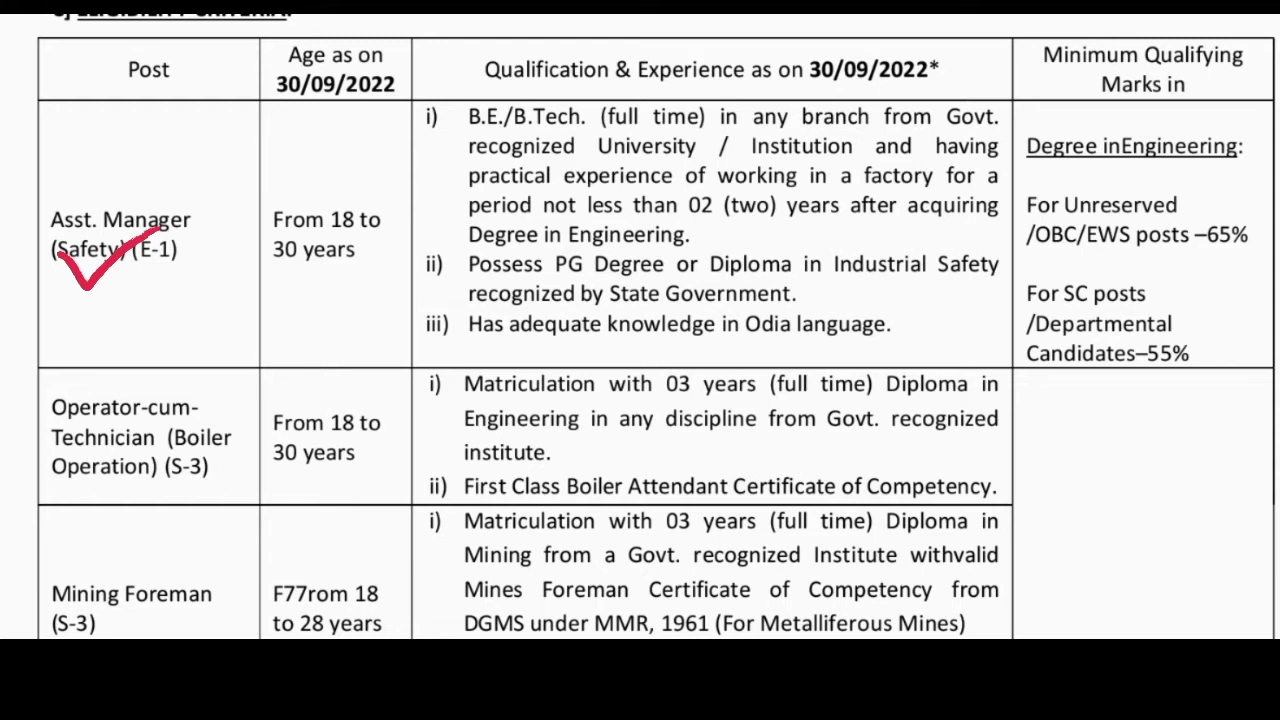 Post
Age as on
30/09/2022
Qualification & Experience as on 30/09/2022*
Minimum Qualifying
Marks in
Asst. Manager
(Safety) (E-1)
From 18 to
30 years
i) B.E./B.Tech. (full time) in any branch from Govt.
recognized University / Institution and having
practical experience of working in a factory for a
period not less than 02 (two) years after acquiring
Degree in Engineering.
ii) Possess PG Degree or Diploma in Industrial Safety
recognized by State Government.
iii) Has adequate knowledge in Odia language.
Degree inEngineering:
For Unreserved
/OBC/EWS posts –65%
For SC posts
/Departmental
Candidates–55%
Operator-cum-
Technician (Boiler
Operation) (S-3)
From 18 to
30 years
i) Matriculation with 03 years (full time) Diploma in
Engineering in any discipline from Govt. recognized
institute.
ii) First Class Boiler Attendant Certificate of Competency.
Mining Foreman
(S-3)
F77rom 18
to 28 years
i) Matriculation with 03 years (full time) Diploma in
Mining from a Govt. recognized Institute withvalid
Mines Foreman Certificate of Competency from
DGMS under MMR, 1961 (For Metalliferous Mines)